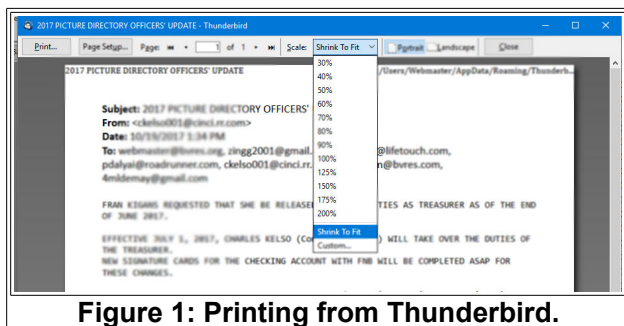 2017 PICTURE DIRECTORY OFFICERS' UPDATE - Thunderbird
Print... Page Setup... Page: 1 of 1 Scale: Shrink To Fit Portrait Landscape Close
2017 PICTURE DIRECTORY OFFICERS' UPDATE /Users/Webmaster/AppData/Roaming/Thunderb...
30%
40%
50%
60%
70%
80%
90%
100%
125%
150%
175%
200%
Shrink To Fit
Custom...
Subject: 2017 PICTURE DIRECTORY OFFICERS'
From: <ckelso001@cinci.rr.com>
Date: 10/19/2017 1:34 PM
To: webmaster@bvres.org, zingg2001@gmail. @lifetouch.com,
pdalyai@roadrunner.com, ckelso001@cinci.rr. n@bvres.com,
4mldemay@gmail.com
FRAN KIGANS REQUESTED THAT SHE BE RELEASE TIES AS TREASURER AS OF THE END
OF JUNE 2017.
EFFECTIVE JULY 1, 2017, CHARLES KELSO (Co ) WILL TAKE OVER THE DUTIES OF
THE TREASURER.
NEW SIGNATURE CARDS FOR THE CHECKING ACCOUNT WITH FNB WILL BE COMPLETED ASAP FOR
THESE CHANGES.
Figure 1: Printing from Thunderbird.